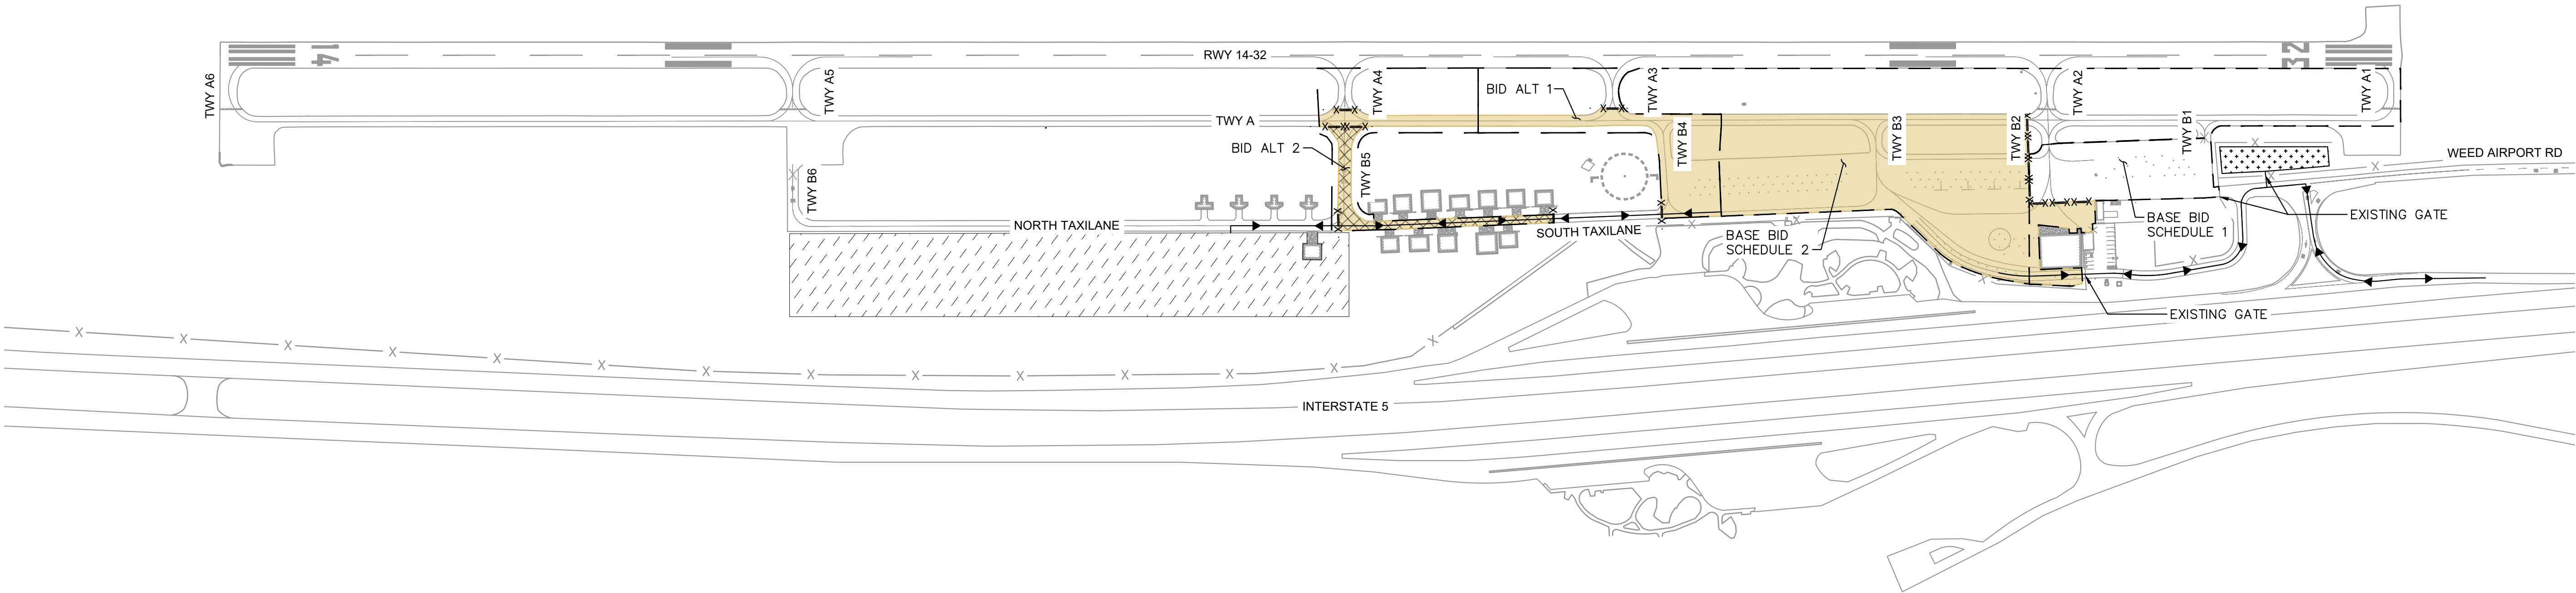 14
RWY 14-32
32
TWY A6
TWY A5
TWY A4
BID ALT 1
TWY A3
TWY A2
TWY A1
TWY A
BID ALT 2
TWY B5
TWY B4
TWY B3
TWY B2
TWY B1
WEED AIRPORT RD
TWY B6
NORTH TAXILANE
SOUTH TAXILANE
BASE BID
SCHEDULE 2
BASE BID
SCHEDULE 1
EXISTING GATE
EXISTING GATE
INTERSTATE 5